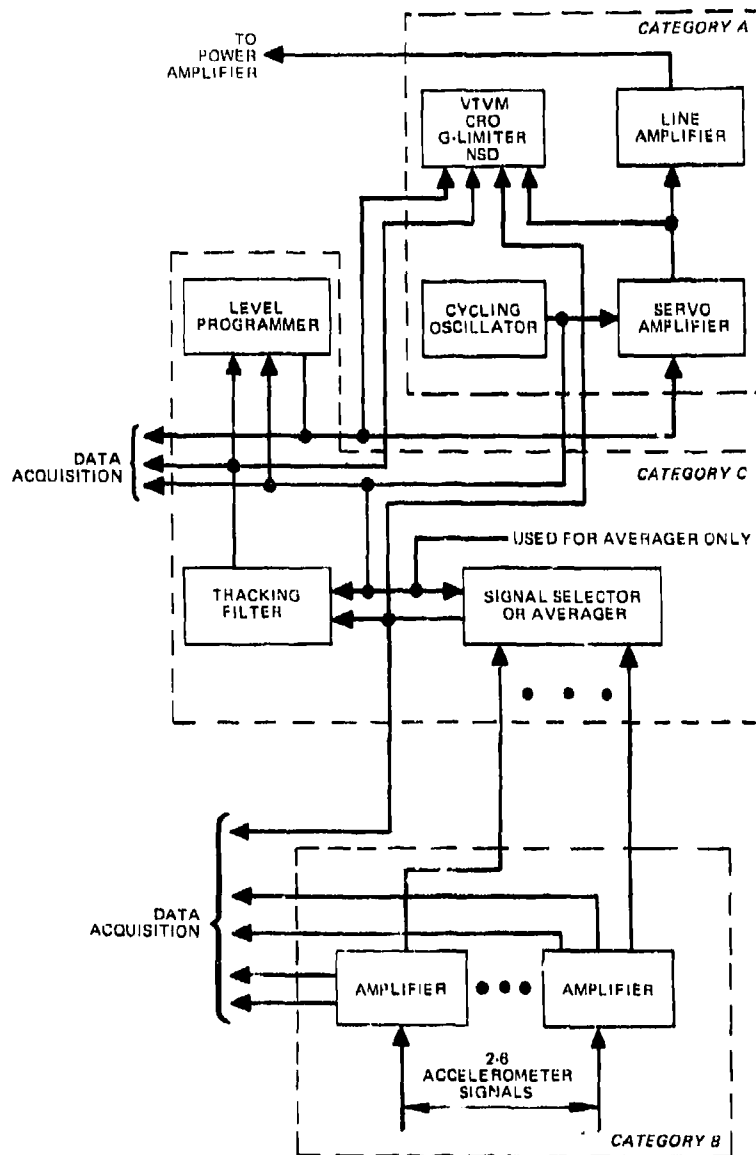 CATEGORY A
TO
POWER
AMPLIFIER
VTVM
CRO
G-LIMITER
NSD
LINE
AMPLIFIER
LEVEL
PROGRAMMER
CYCLING
OSCILLATOR
SERVO
AMPLIFIER
DATA
ACQUISITION
CATEGORY C
USED FOR AVERAGER ONLY
TRACKING
FILTER
SIGNAL SELECTOR
OR AVERAGER
DATA
ACQUISITION
AMPLIFIER
AMPLIFIER
2-6
ACCELEROMETER
SIGNALS
CATEGORY B